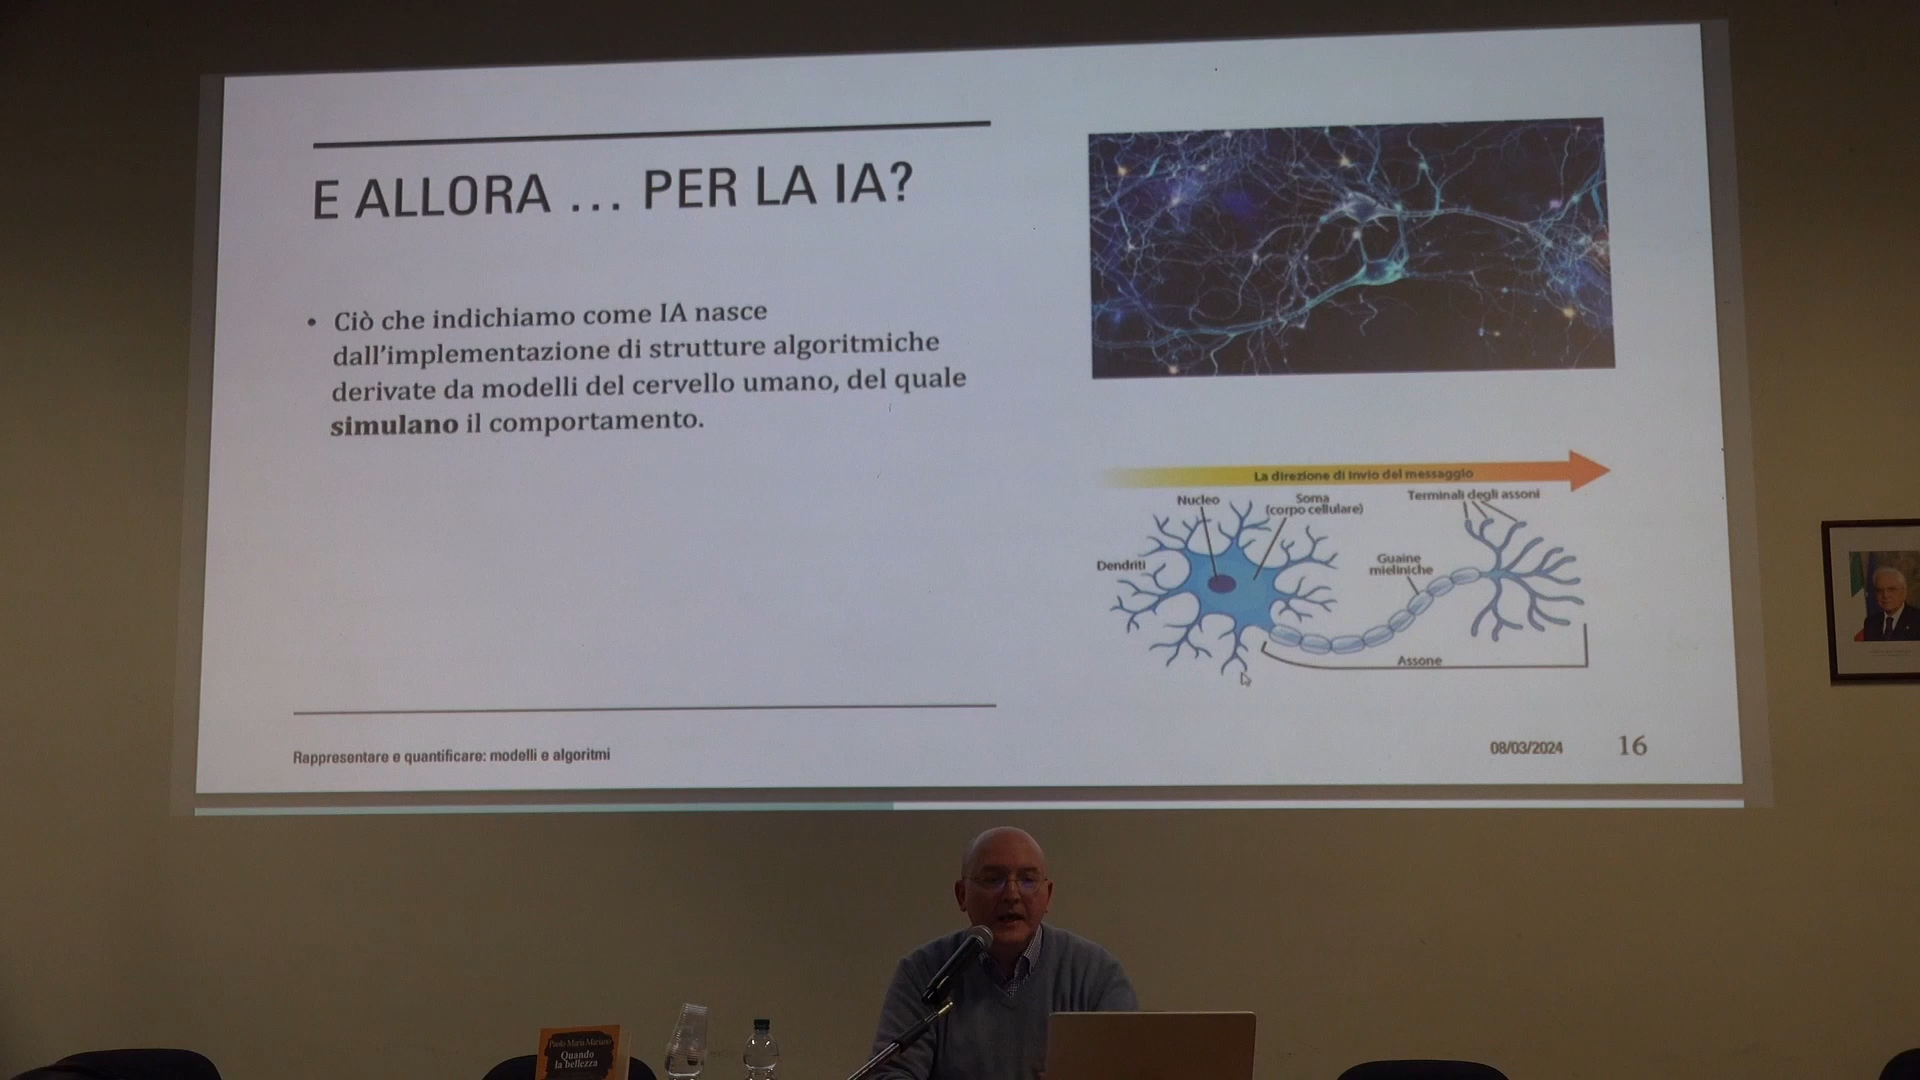 E ALLORA ... PER LA IA?
• Ciò che indichiamo come IA nasce
dall'implementazione di strutture algoritmiche
derivate da modelli del cervello umano, del quale
simulano il comportamento.
La direzione di invio del messaggio
Nucleo
Soma
(corpo cellulare)
Terminali degli assoni
Dendriti
Guaine
mieliniche
Assone
Rappresentare e quantificare: modelli e algoritmi
08/03/2024
16
Paolo Maria Mariano
Quando
la bellezza